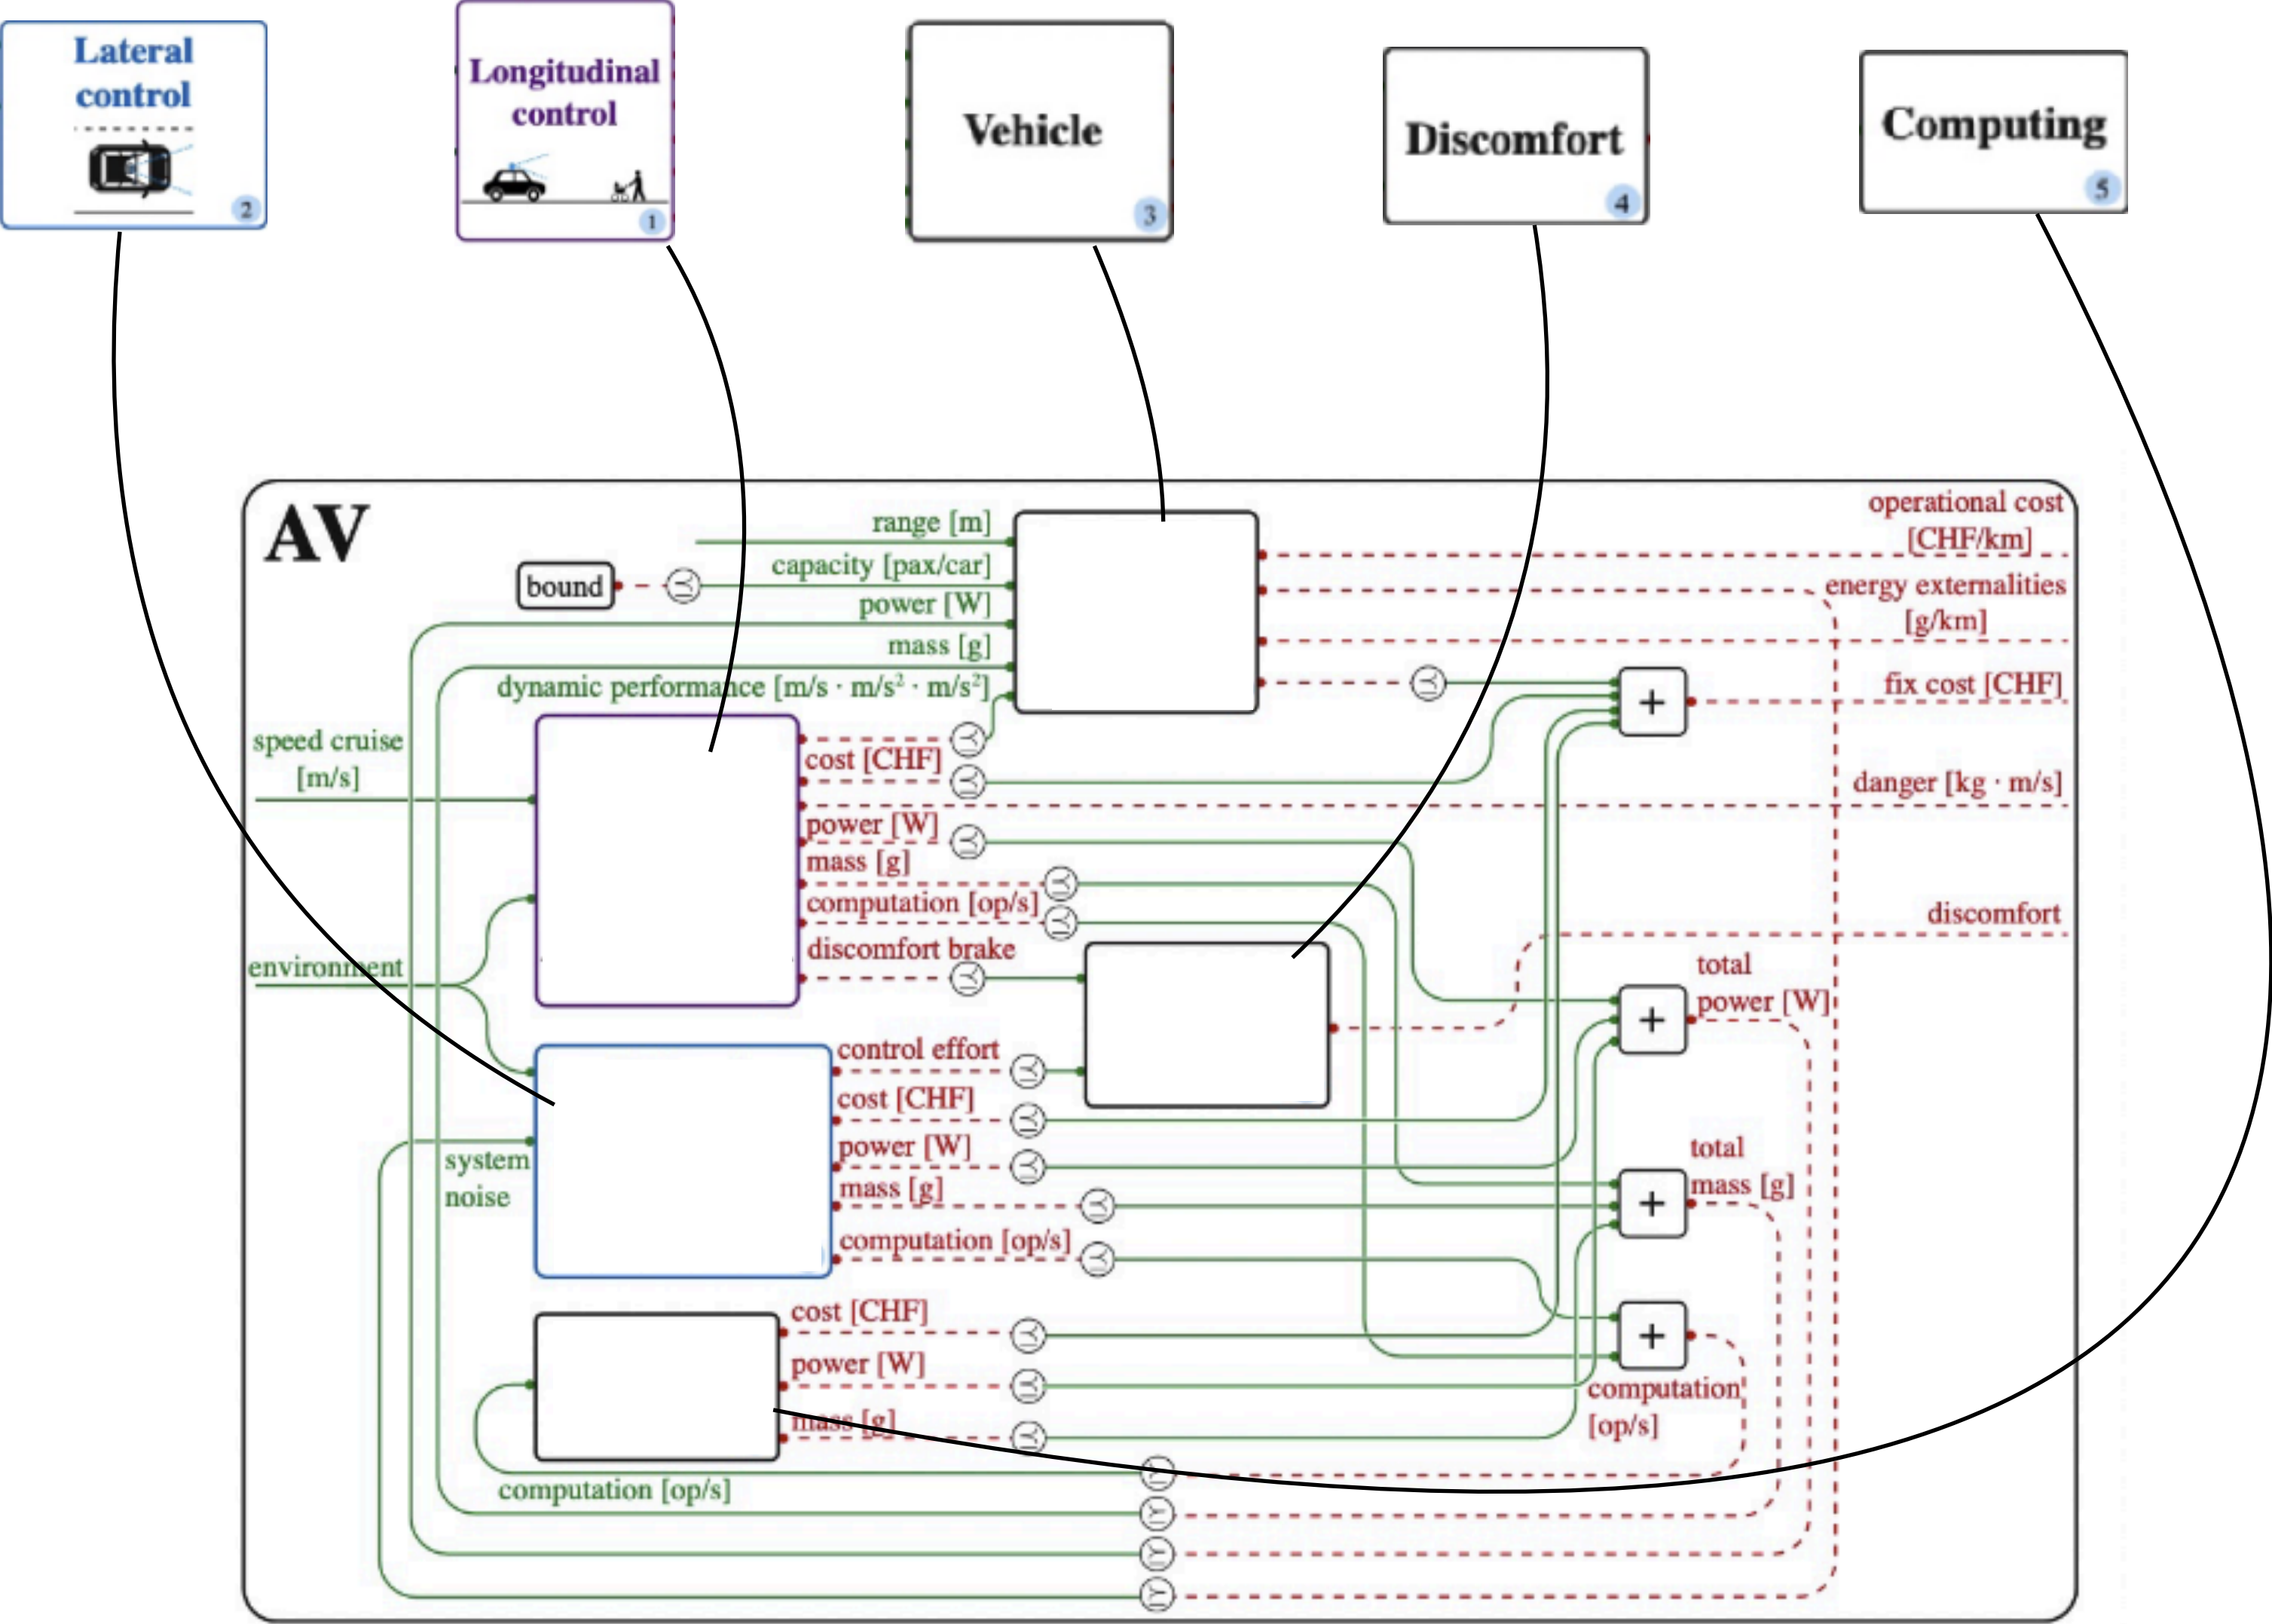 Lateral
control
2
Longitudinal
control
1
Vehicle
3
Discomfort
4
Computing
5
AV
range [m]
bound
capacity [pax/car]
power [W]
mass [g]
dynamic performance [m/s · m/s² · m/s²]
operational cost
[CHF/km]
energy externalities
[g/km]
fix cost [CHF]
+
speed cruise
[m/s]
cost [CHF]
danger [kg · m/s]
power [W]
mass [g]
computation [op/s]
discomfort brake
discomfort
environment
total
power [W]
+
control effort
cost [CHF]
power [W]
mass [g]
computation [op/s]
system
noise
total
mass [g]
+
cost [CHF]
power [W]
mass [g]
+
computation
[op/s]
computation [op/s]